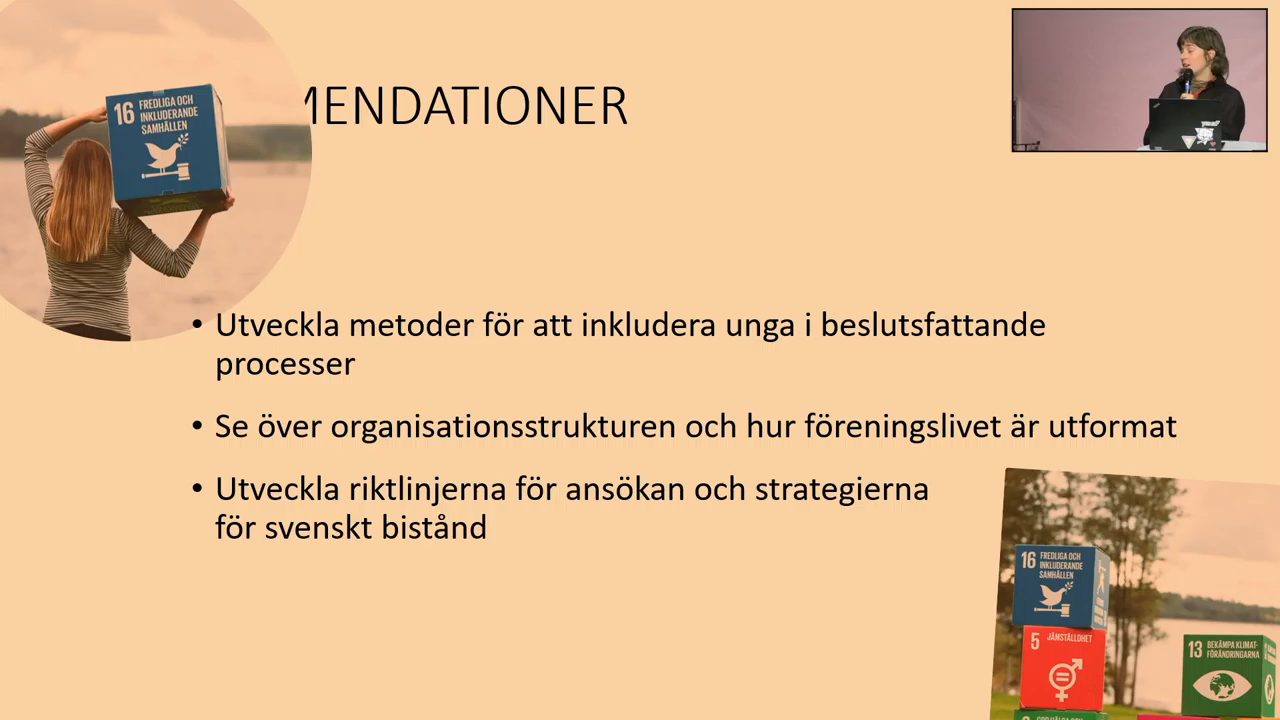 MENDATIONER
16 FREDLIGA OCH
INKLUDERANDE
SAMHÄLLEN
• Utveckla metoder för att inkludera unga i beslutsfattande
processer
• Se över organisationsstrukturen och hur föreningslivet är utformat
• Utveckla riktlinjerna för ansökan och strategierna
för svenskt bistånd
16 FREDLIGA OCH
INKLUDERANDE
SAMHÄLLEN
5 JÄMSTÄLLDHET
13 BEKÄMPA KLIMAT-
FÖRÄNDRINGARNA